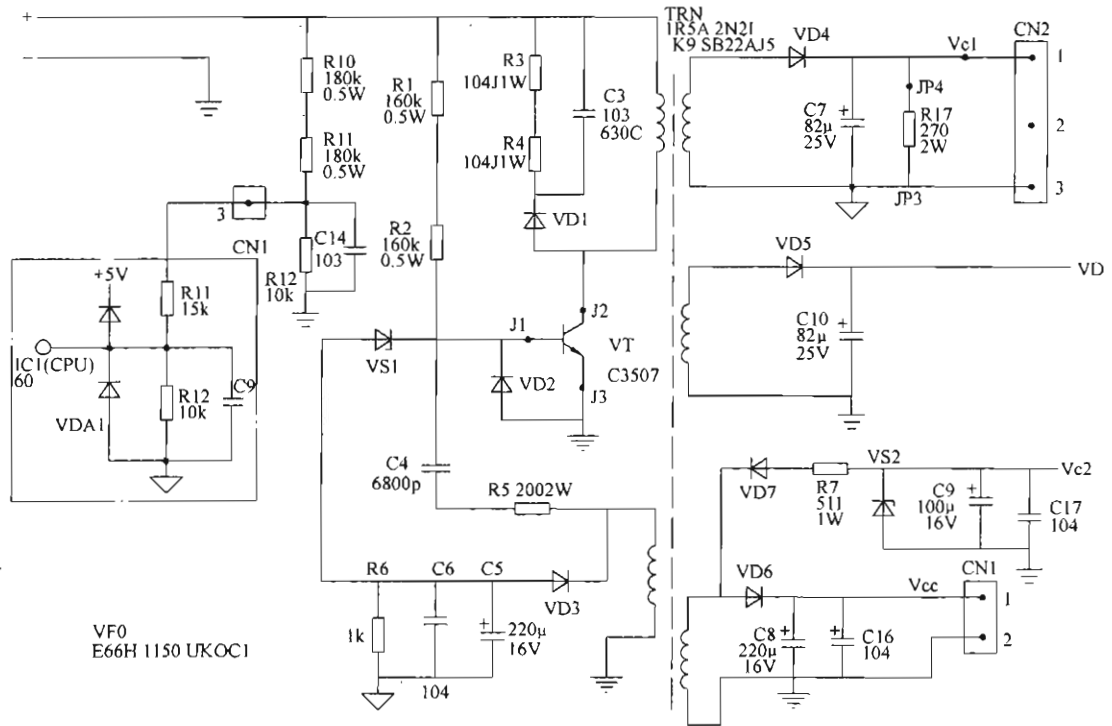 +
−
R10
180k
0.5W
R11
180k
0.5W
3
CN1
R12
10k
C14
103
R1
160k
0.5W
R2
160k
0.5W
R3
104J1W
R4
104J1W
C3
103
630C
VD1
TRN
1R5A 2N2I
K9 SB22AJ5
VD4
Vc1
CN2
1
2
3
C7
+
82μ
25V
JP4
R17
270
2W
JP3
+5V
R11
15k
IC1(CPU)
60
R12
10k
C9
VDA1
VS1
J1
J2
J3
VT
C3507
VD2
VD5
VD
C10
+
82μ
25V
C4
6800p
R5 2002W
R6
1k
C6
104
C5
+
220μ
16V
VD3
VD7
R7
511
1W
VS2
Vc2
C9
+
100μ
16V
C17
104
VD6
Vcc
CN1
1
2
C8
+
220μ
16V
+
C16
104
VF0
E66H 1150 UKOC1